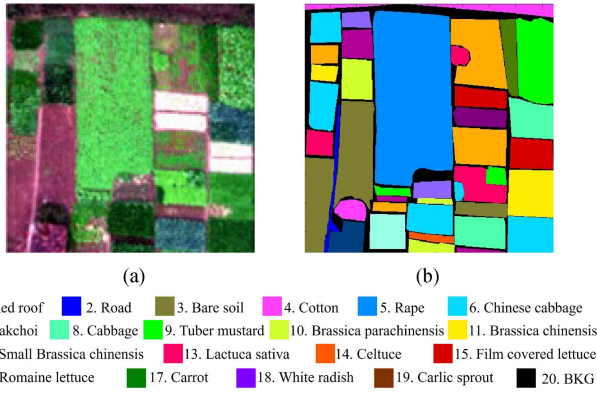 (a) (b)
ed roof 2. Road 3. Bare soil 4. Cotton 5. Rape 6. Chinese cabbage
akchoi 8. Cabbage 9. Tuber mustard 10. Brassica parachinensis 11. Brassica chinensis
Small Brassica chinensis 13. Lactuca sativa 14. Celtuce 15. Film covered lettuce
Romaine lettuce 17. Carrot 18. White radish 19. Carlic sprout 20. BKG